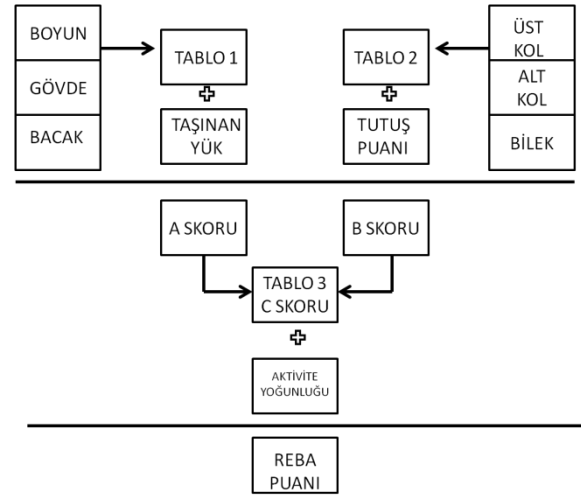 BOYUN
GÖVDE
BACAK
TABLO 1
TAŞINAN
YÜK
TABLO 2
TUTUŞ
PUANI
ÜST
KOL
ALT
KOL
BİLEK
A SKORU
B SKORU
TABLO 3
C SKORU
AKTİVİTE
YOĞUNLUĞU
REBA
PUANI